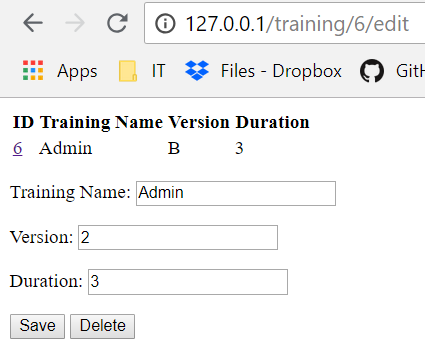 127.0.0.1/training/6/edit
Apps IT Files - Dropbox GitH
ID Training Name Version Duration
6 Admin B 3
Training Name: Admin
Version: 2
Duration: 3
Save Delete